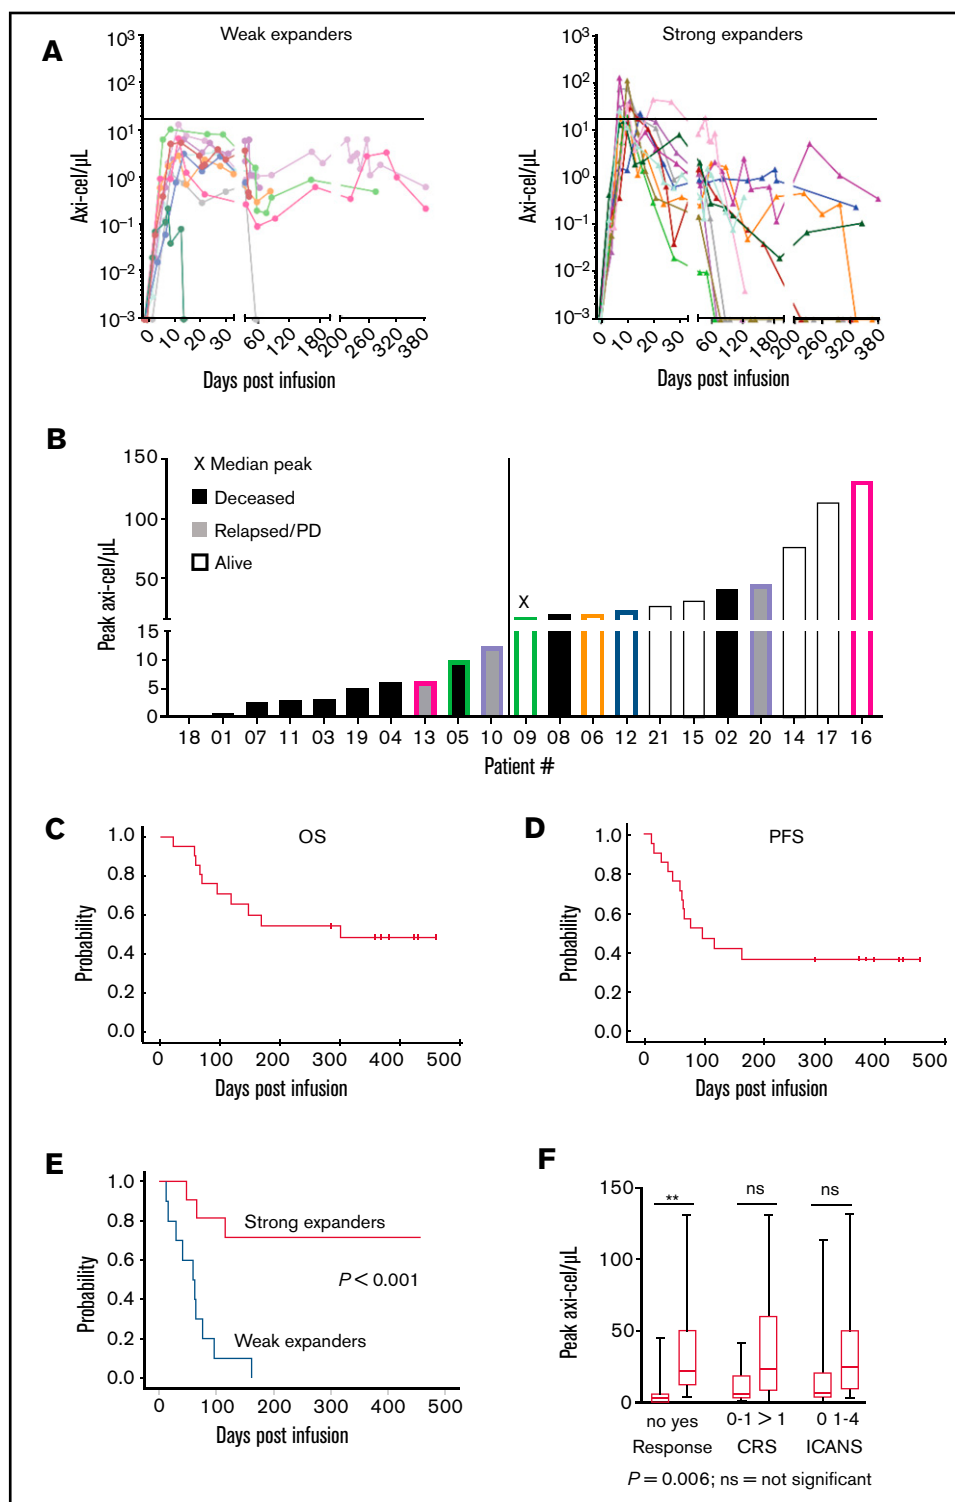 A
Weak expanders
Strong expanders
10³
10²
10¹
10⁰
10⁻¹
10⁻²
10⁻³
Axi-cel/µL
0 10 20 30 60 120 180 200 260 320 380
Days post infusion
10³
10²
10¹
10⁰
10⁻¹
10⁻²
10⁻³
Axi-cel/µL
0 10 20 30 60 120 180 200 260 320 380
Days post infusion
B
150
100
50
15
10
5
0
Peak axi-cel/µL
X Median peak
Deceased
Relapsed/PD
Alive
X
18 01 07 11 03 19 04 13 05 10 09 08 06 12 21 15 02 20 14 17 16
Patient #
C
OS
1.0
0.8
0.6
0.4
0.2
0.0
Probability
0 100 200 300 400 500
Days post infusion
D
PFS
1.0
0.8
0.6
0.4
0.2
0.0
Probability
0 100 200 300 400 500
Days post infusion
E
1.0
0.8
0.6
0.4
0.2
0.0
Probability
Strong expanders
P < 0.001
Weak expanders
0 100 200 300 400 500
Days post infusion
F
150
100
50
0
Peak axi-cel/µL
** ns ns
no yes 0-1 > 1 0 1-4
Response CRS ICANS
P = 0.006; ns = not significant